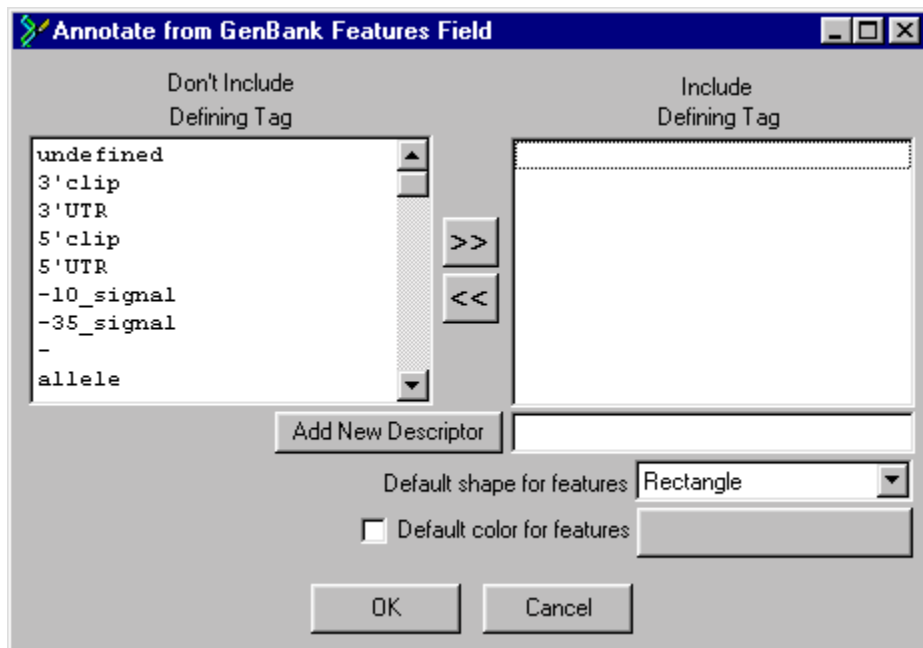 Annotate from GenBank Features Field
Don't Include
Defining Tag
Include
Defining Tag
undefined
3'clip
3'UTR
5'clip
5'UTR
-10_signal
-35_signal
-
allele
>>
<<
Add New Descriptor
Default shape for features Rectangle
Default color for features
OK Cancel